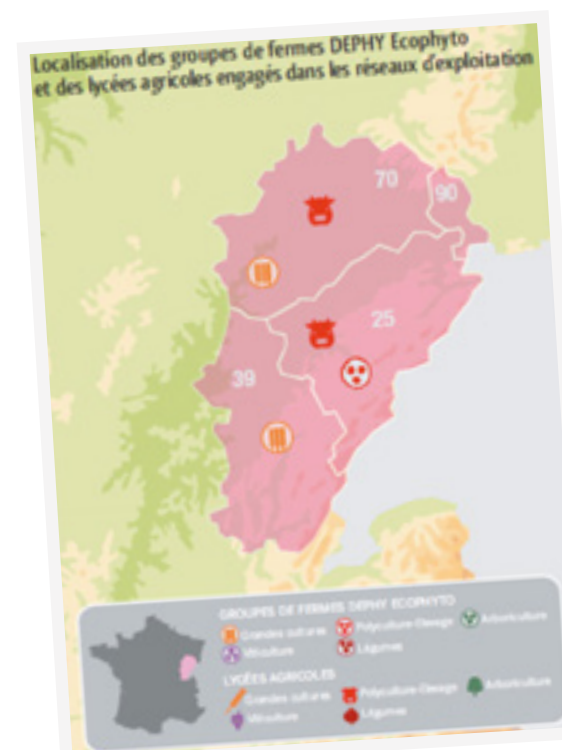 Localisation des groupes de fermes DEPHY Ecophyto
et des lycées agricoles engagés dans les réseaux d'exploitation
70
90
25
39
GROUPES DE FERMES DEPHY ECOPHYTO
Grandes cultures
Polyculture-Elevage
Arboriculture
Viticulture
Légumes
LYCÉES AGRICOLES
Grandes cultures
Polyculture-Elevage
Arboriculture
Viticulture
Légumes